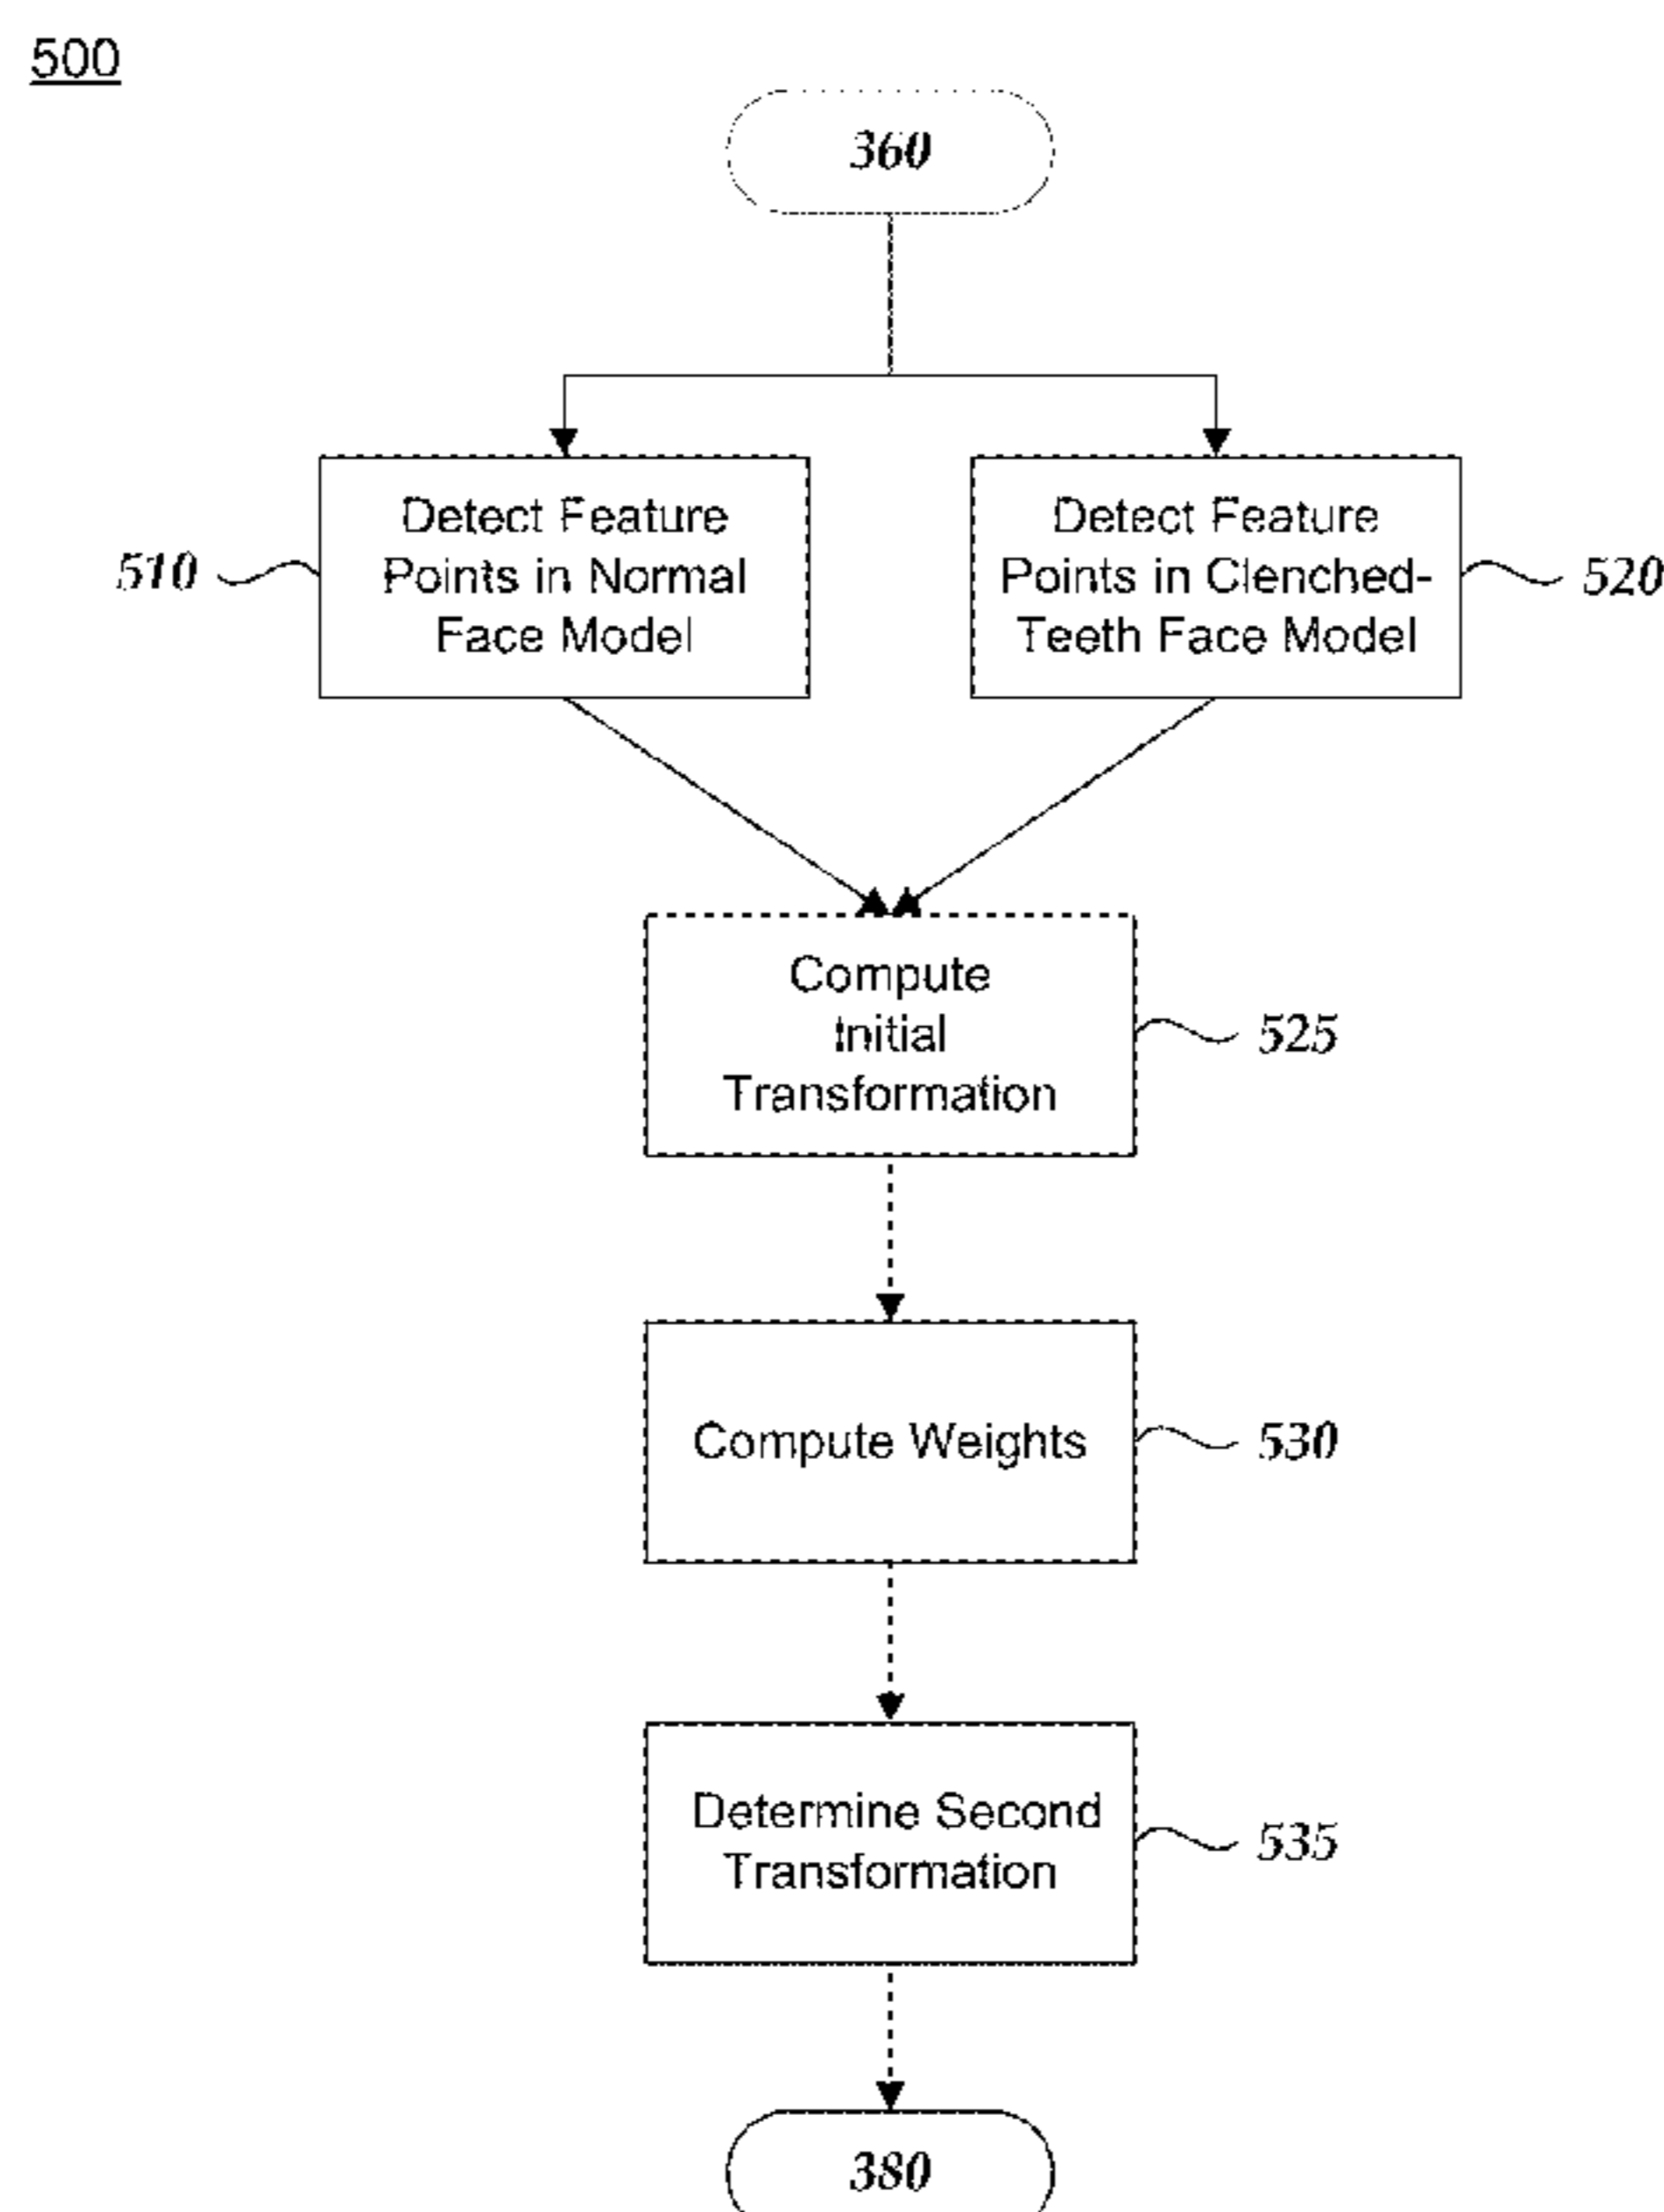 500
360
Detect Feature
Points in Normal
Face Model
510
Detect Feature
Points in Clenched-
Teeth Face Model
520
Compute
Initial
Transformation
525
Compute Weights
530
Determine Second
Transformation
535
380